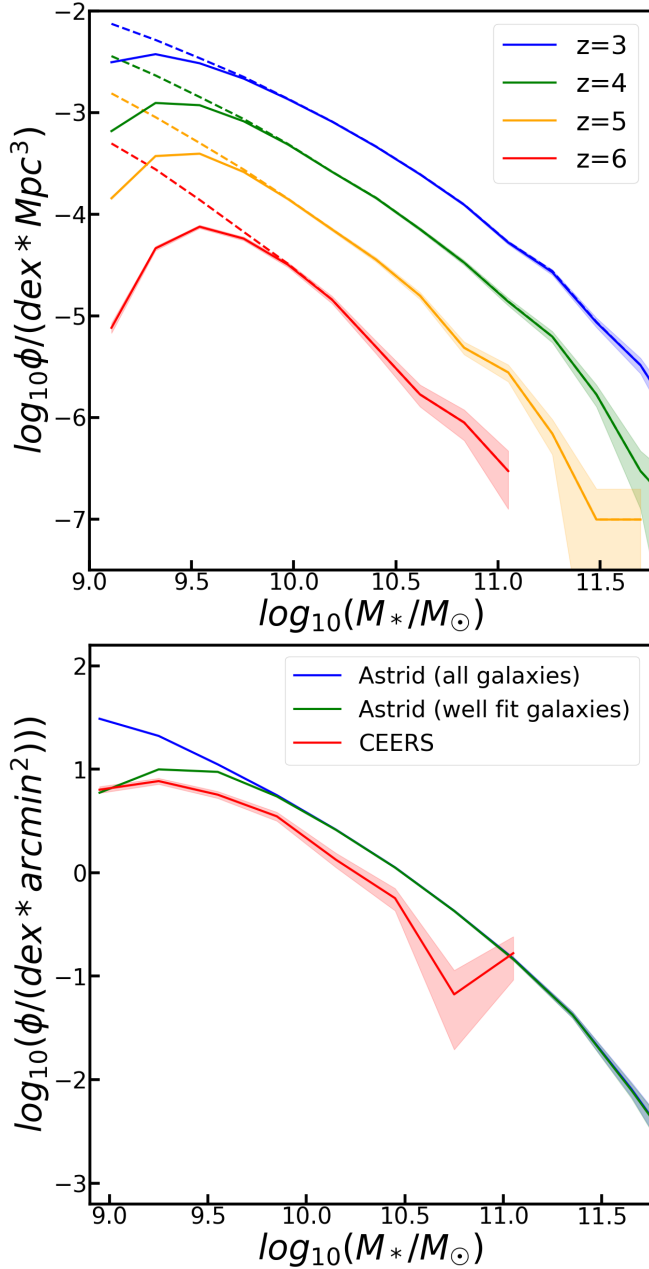 −2
−3
−4
−5
−6
−7
log₁₀ϕ/(dex * Mpc³)
z=3
z=4
z=5
z=6
9.0 9.5 10.0 10.5 11.0 11.5
log₁₀(M*/M☉)
2
1
0
−1
−2
−3
log₁₀(ϕ/(dex * arcmin²)))
Astrid (all galaxies)
Astrid (well fit galaxies)
CEERS
9.0 9.5 10.0 10.5 11.0 11.5
log₁₀(M*/M☉)